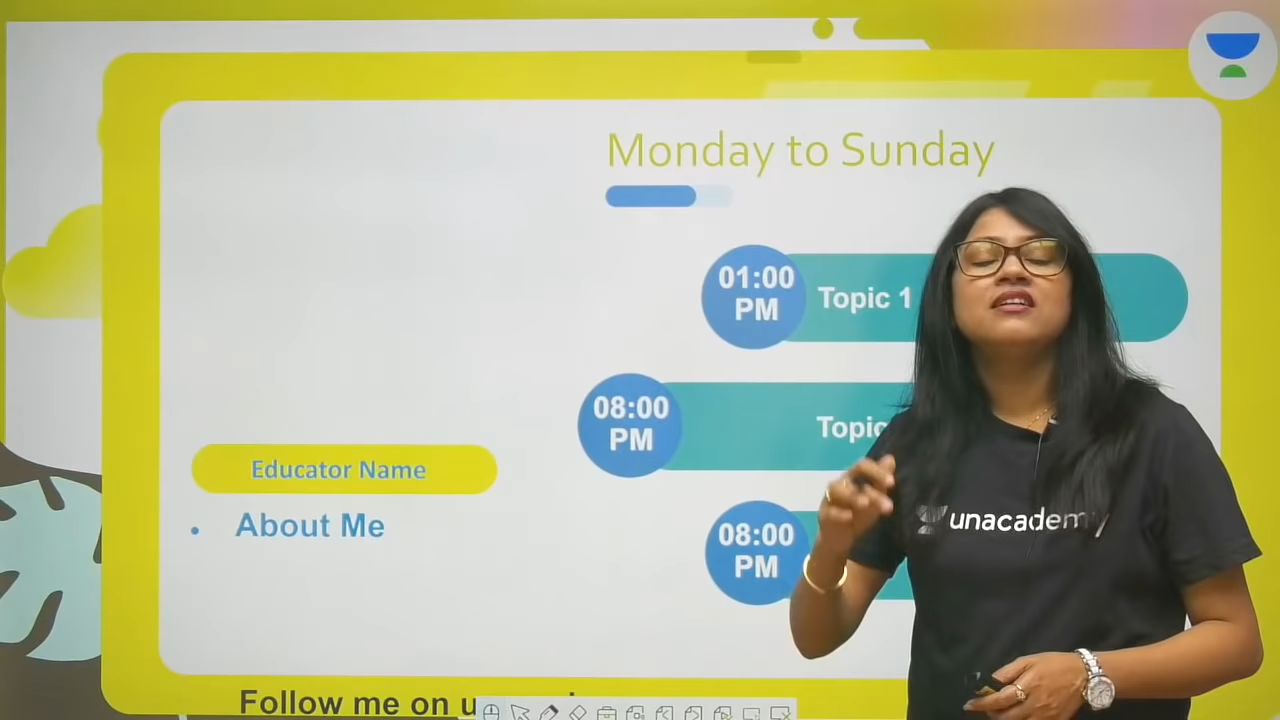 Monday to Sunday
01:00
PM
Topic 1
08:00
PM
08:00
PM
Educator Name
• About Me
unacademy
Follow me on